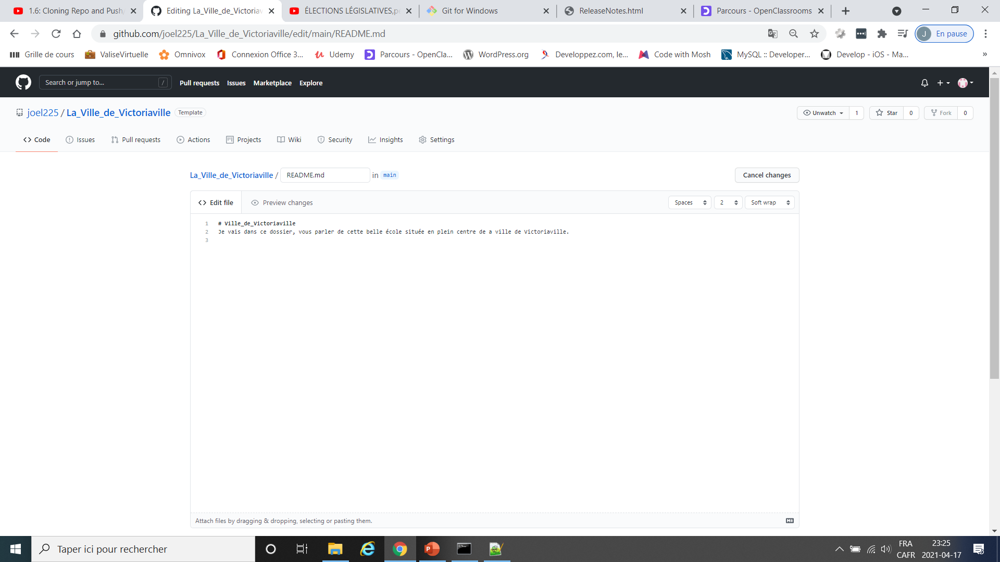 1.6: Cloning Repo and Push/
Editing La_Ville_de_Victoriav
ÉLECTIONS LÉGISLATIVES,pe
Git for Windows
ReleaseNotes.html
Parcours - OpenClassrooms
github.com/joel225/La_Ville_de_Victoriaville/edit/main/README.md
J En pause
Grille de cours
ValiseVirtuelle
Omnivox
Connexion Office 3...
Udemy
Parcours - OpenCla...
WordPress.org
Developpez.com, le...
Code with Mosh
MySQL :: Developer...
Develop - iOS - Ma...
»
Search or jump to... /
Pull requests Issues Marketplace Explore
joel225 / La_Ville_de_Victoriaville Template
Unwatch 1 Star 0 Fork 0
Code Issues Pull requests Actions Projects Wiki Security Insights Settings
La_Ville_de_Victoriaville / README.md in main
Cancel changes
Edit file Preview changes
Spaces 2 Soft wrap
1 # Ville_de_Victoriaville
2 Je vais dans ce dossier, vous parler de cette belle école située en plein centre de a ville de Victoriaville.
3
Attach files by dragging & dropping, selecting or pasting them.
Taper ici pour rechercher
FRA
CAFR
23:25
2021-04-17